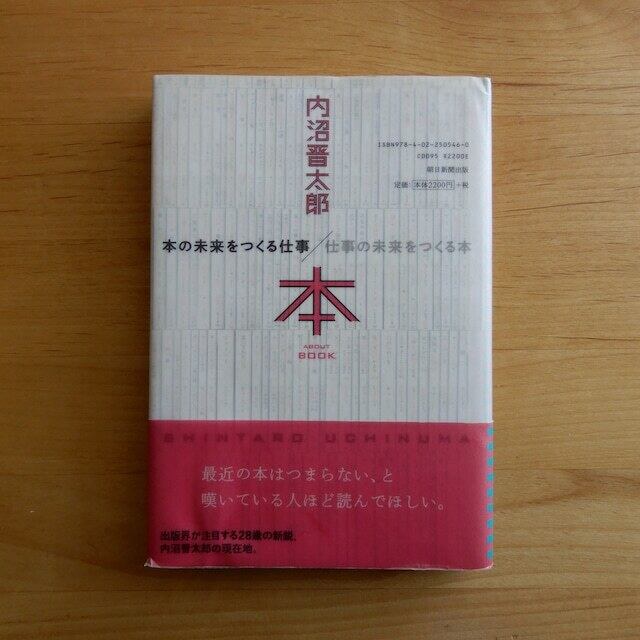 内沼晋太郎
ISBN978-4-02-250546-0
C0095 ¥2200E
朝日新聞出版
定価:本体2200円+税
本の未来をつくる仕事/仕事の未来をつくる本
本
ABOUT
BOOK
SHINTARO UCHINUMA
最近の本はつまらない、と
嘆いている人ほど読んでほしい。
出版界が注目する28歳の新鋭、
内沼晋太郎の現在地。